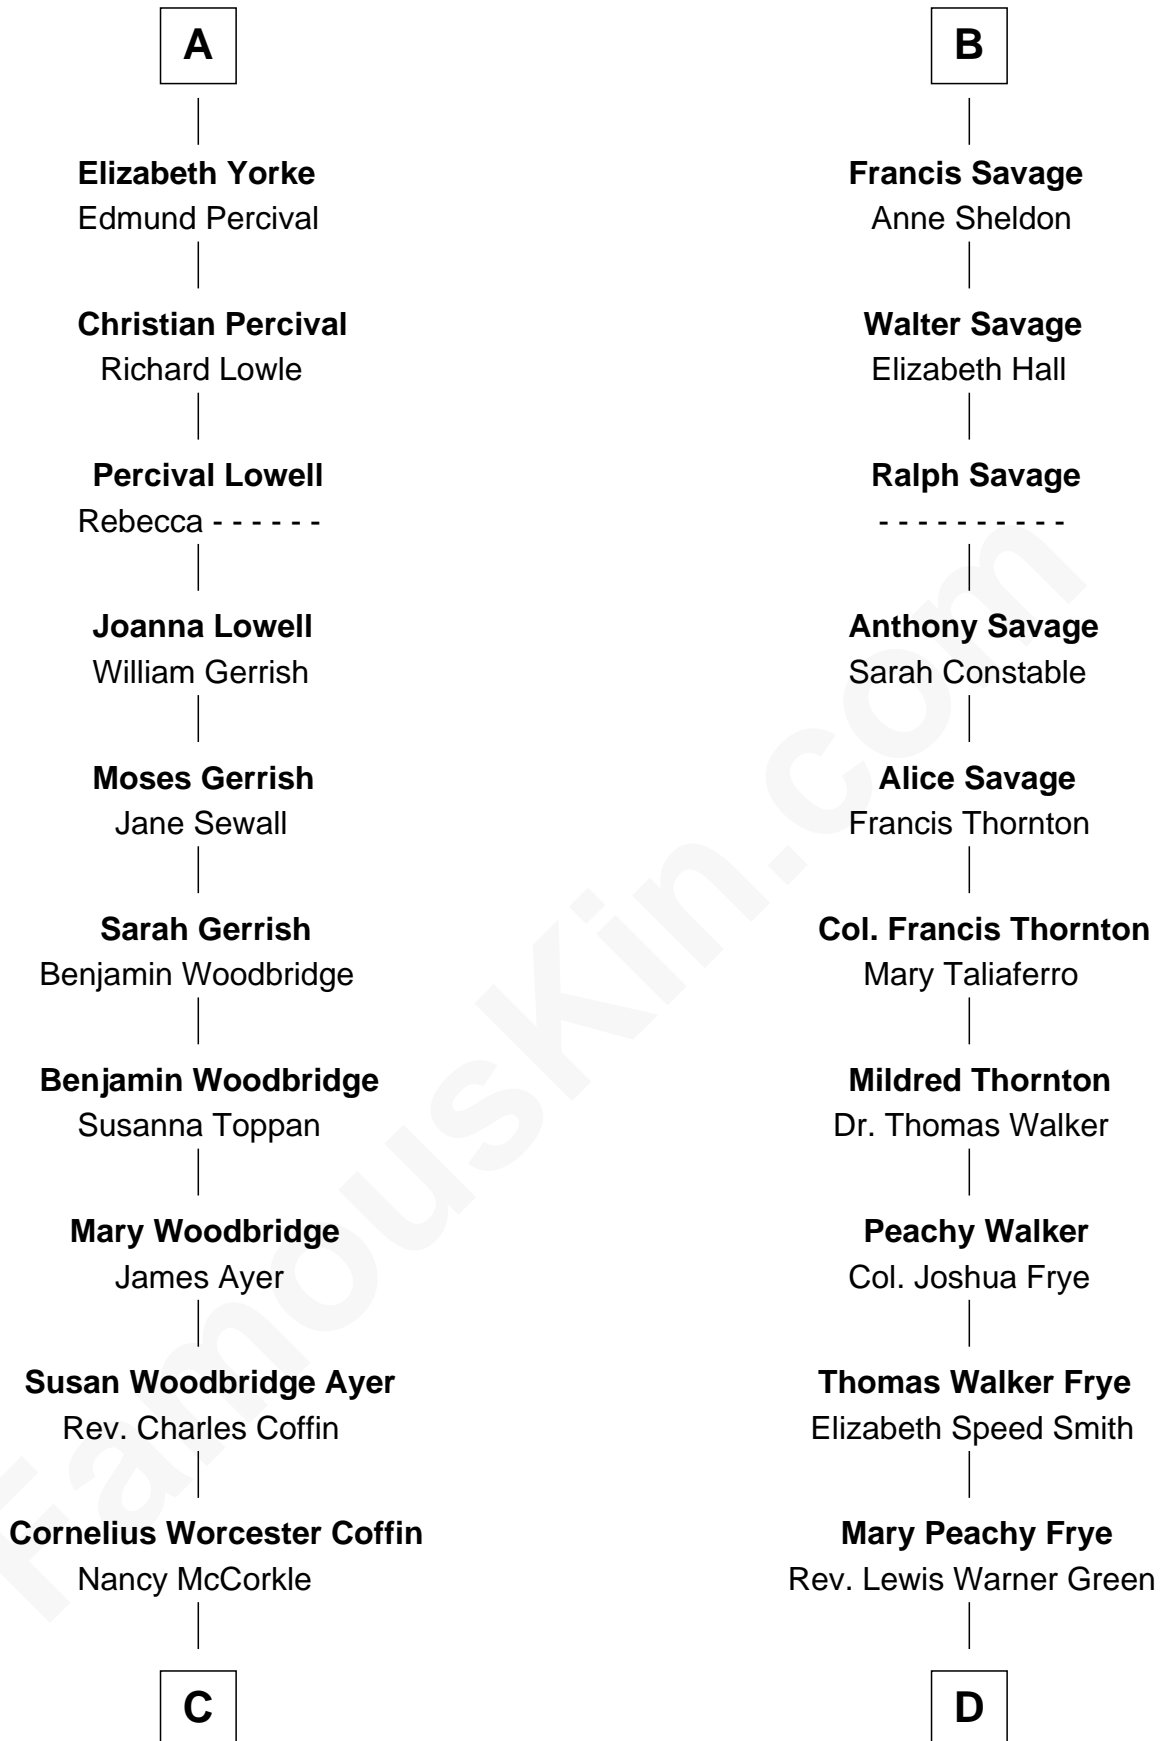 A
Elizabeth Yorke
Edmund Percival
Christian Percival
Richard Lowle
Percival Lowell
Rebecca - - - - - -
Joanna Lowell
William Gerrish
Moses Gerrish
Jane Sewall
Sarah Gerrish
Benjamin Woodbridge
Benjamin Woodbridge
Susanna Toppan
Mary Woodbridge
James Ayer
Susan Woodbridge Ayer
Rev. Charles Coffin
Cornelius Worcester Coffin
Nancy McCorkle
C
B
Francis Savage
Anne Sheldon
Walter Savage
Elizabeth Hall
Ralph Savage
- - - - - - - - - -
Anthony Savage
Sarah Constable
Alice Savage
Francis Thornton
Col. Francis Thornton
Mary Taliaferro
Mildred Thornton
Dr. Thomas Walker
Peachy Walker
Col. Joshua Frye
Thomas Walker Frye
Elizabeth Speed Smith
Mary Peachy Frye
Rev. Lewis Warner Green
D
FamousKin.com